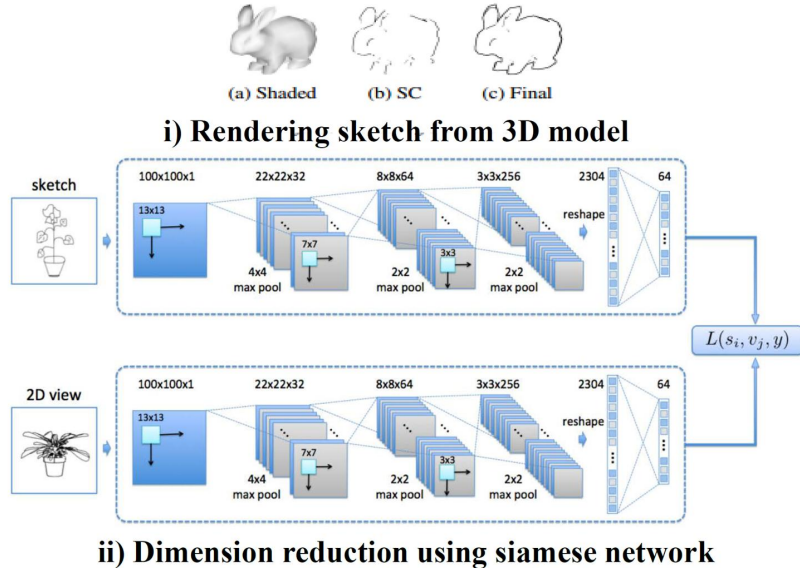 (a) Shaded (b) SC (c) Final
i) Rendering sketch from 3D model
sketch
100x100x1 22x22x32 8x8x64 3x3x256 2304 64
13x13
reshape
7x7
3x3
4x4 2x2 2x2
max pool max pool max pool
L(s_i, v_j, y)
2D view
100x100x1 22x22x32 8x8x64 3x3x256 2304 64
13x13
reshape
7x7
3x3
4x4 2x2 2x2
max pool max pool max pool
ii) Dimension reduction using siamese network